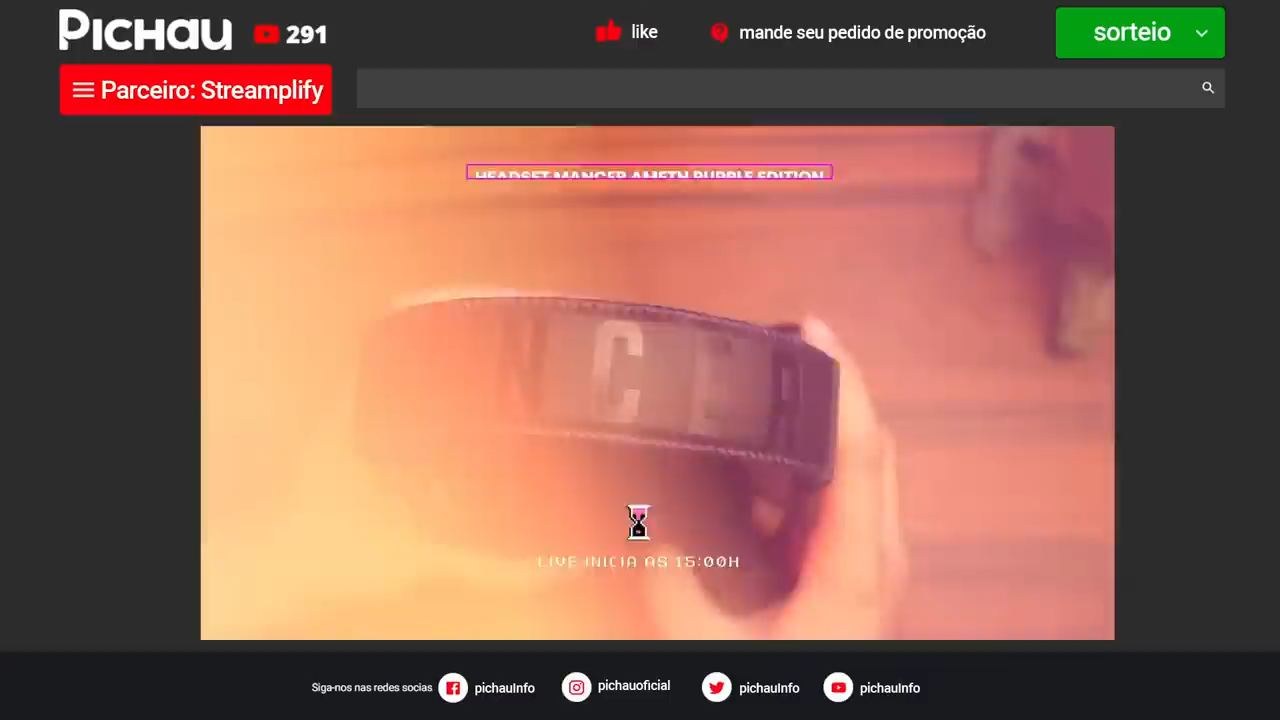 PICHAU
291
like
mande seu pedido de promoção
sorteio
Parceiro: Streamplify
HEADSET MANCER AMETH PURPLE EDITION
C
LIVE INICIA AS 15:00H
Siga-nos nas redes socias
pichauInfo
pichauoficial
pichauInfo
pichauInfo